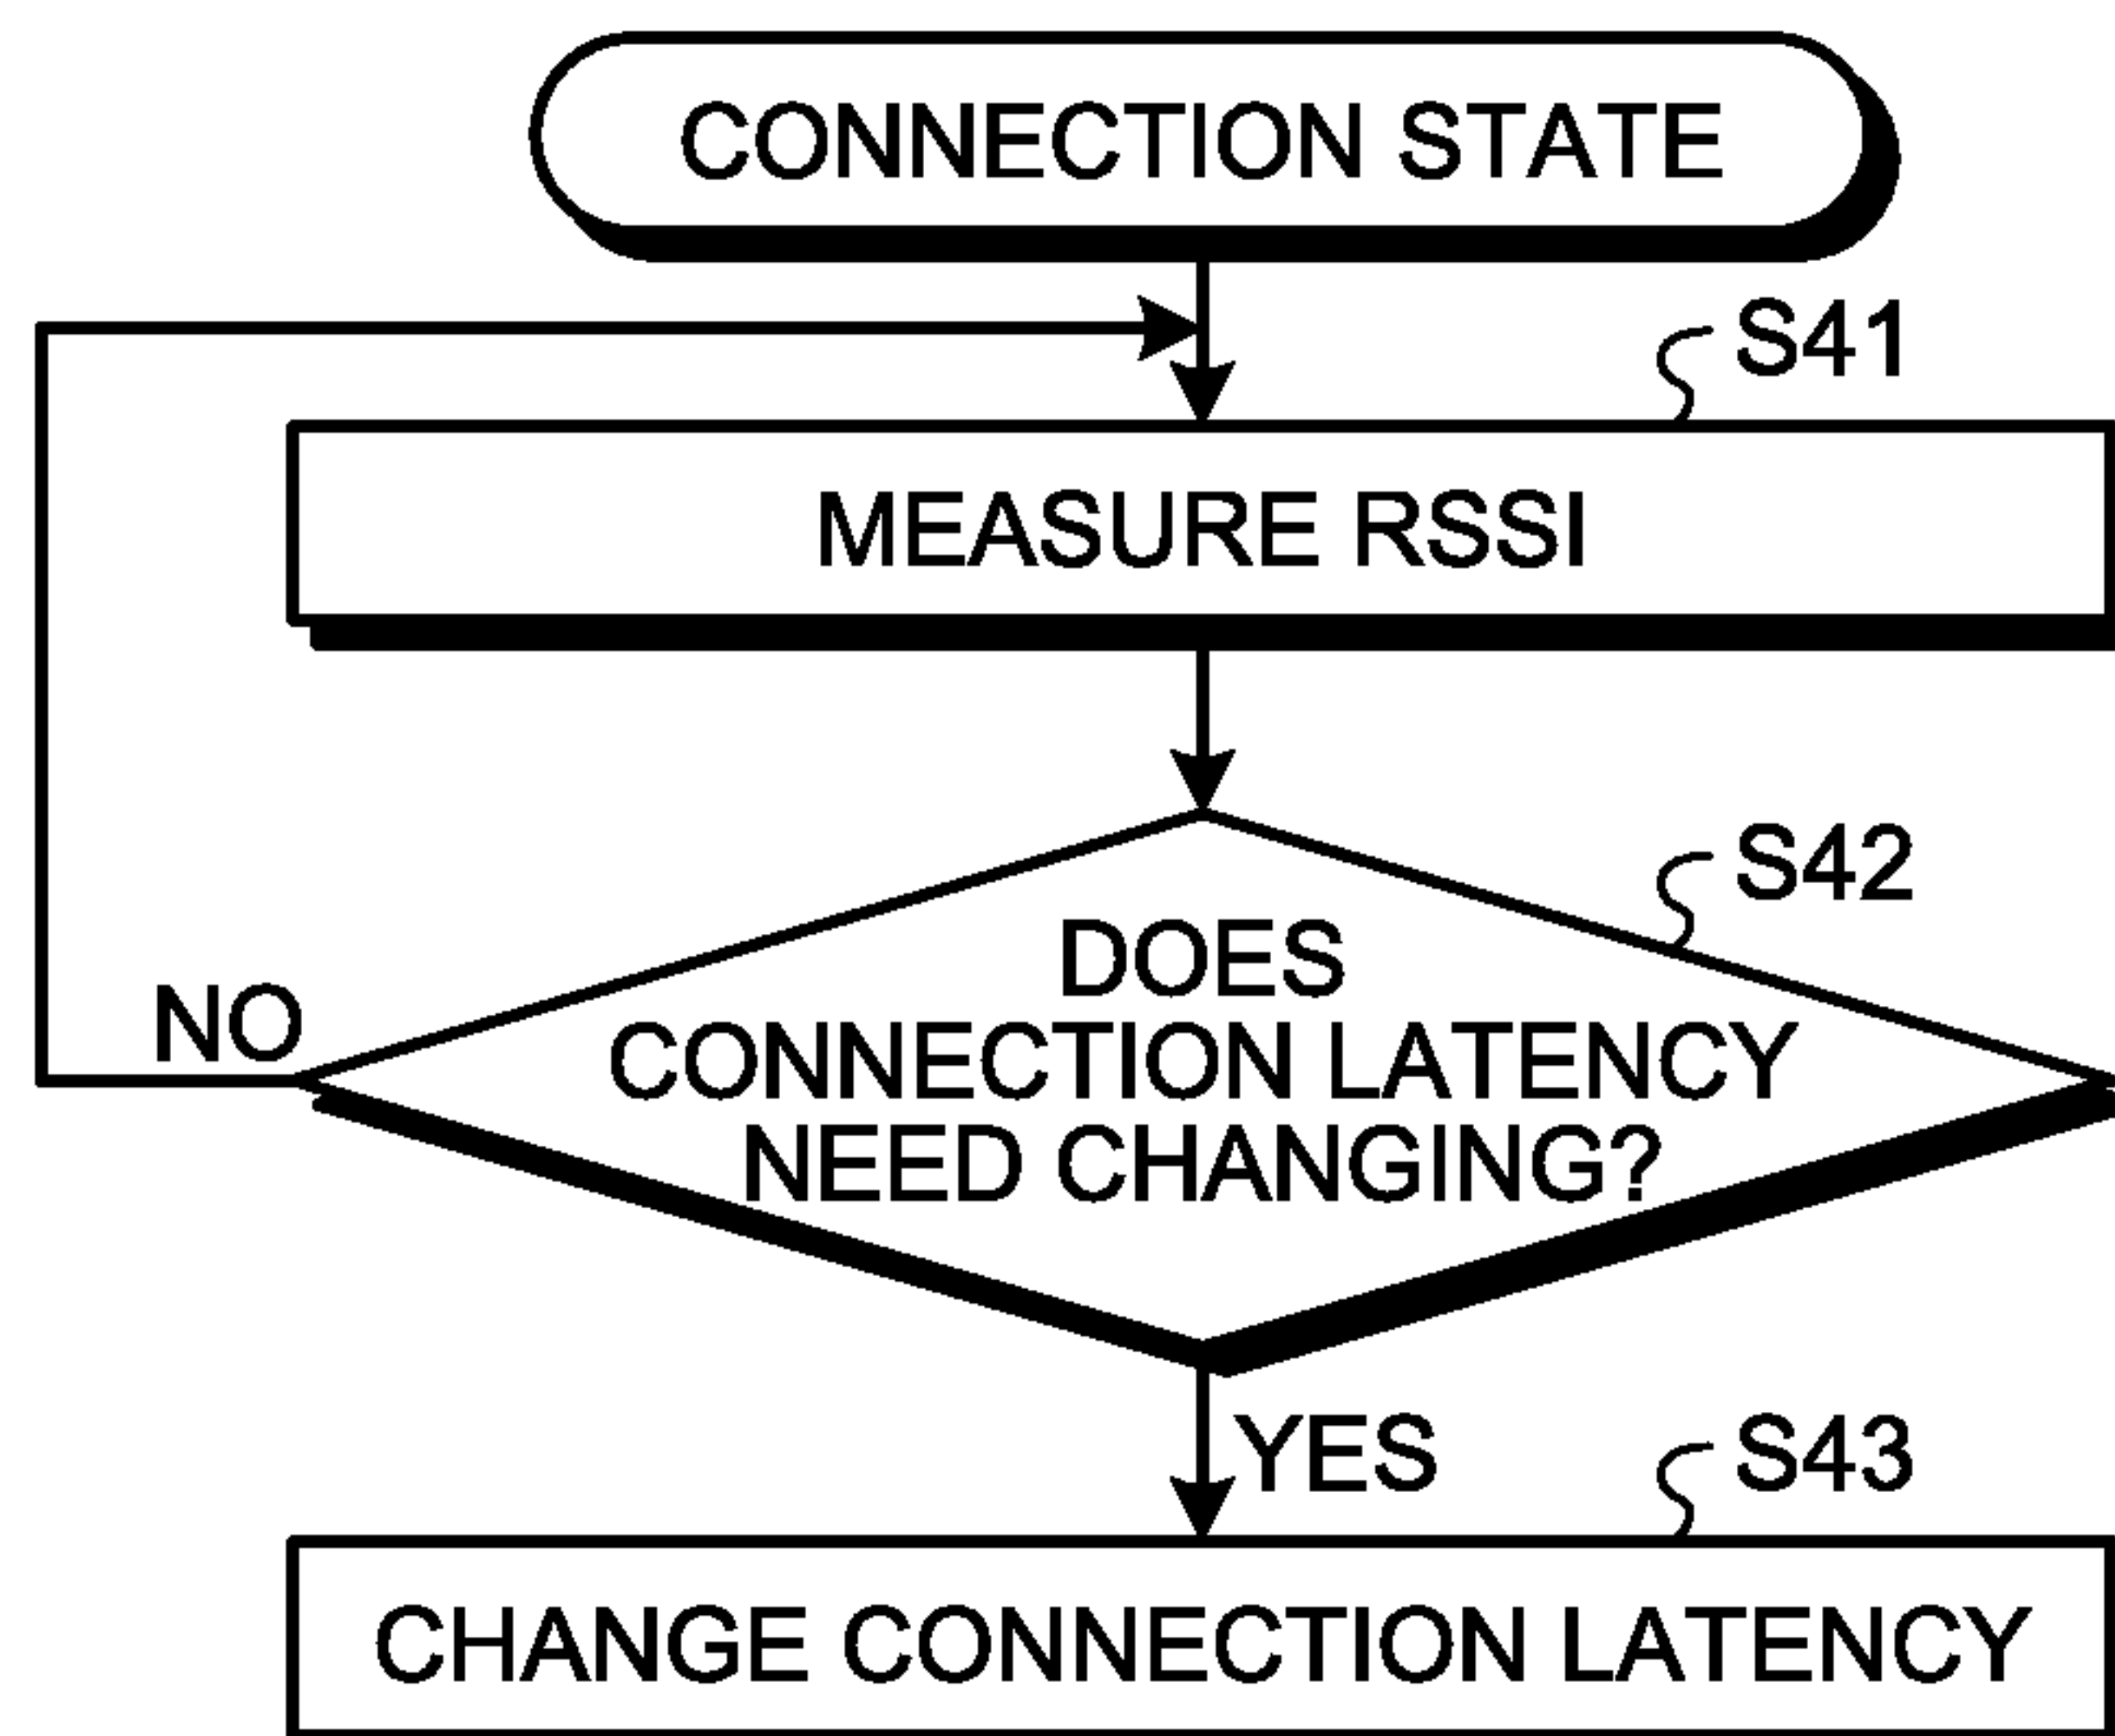 CONNECTION STATE
S41
MEASURE RSSI
S42
DOES
CONNECTION LATENCY
NEED CHANGING?
NO
YES
S43
CHANGE CONNECTION LATENCY